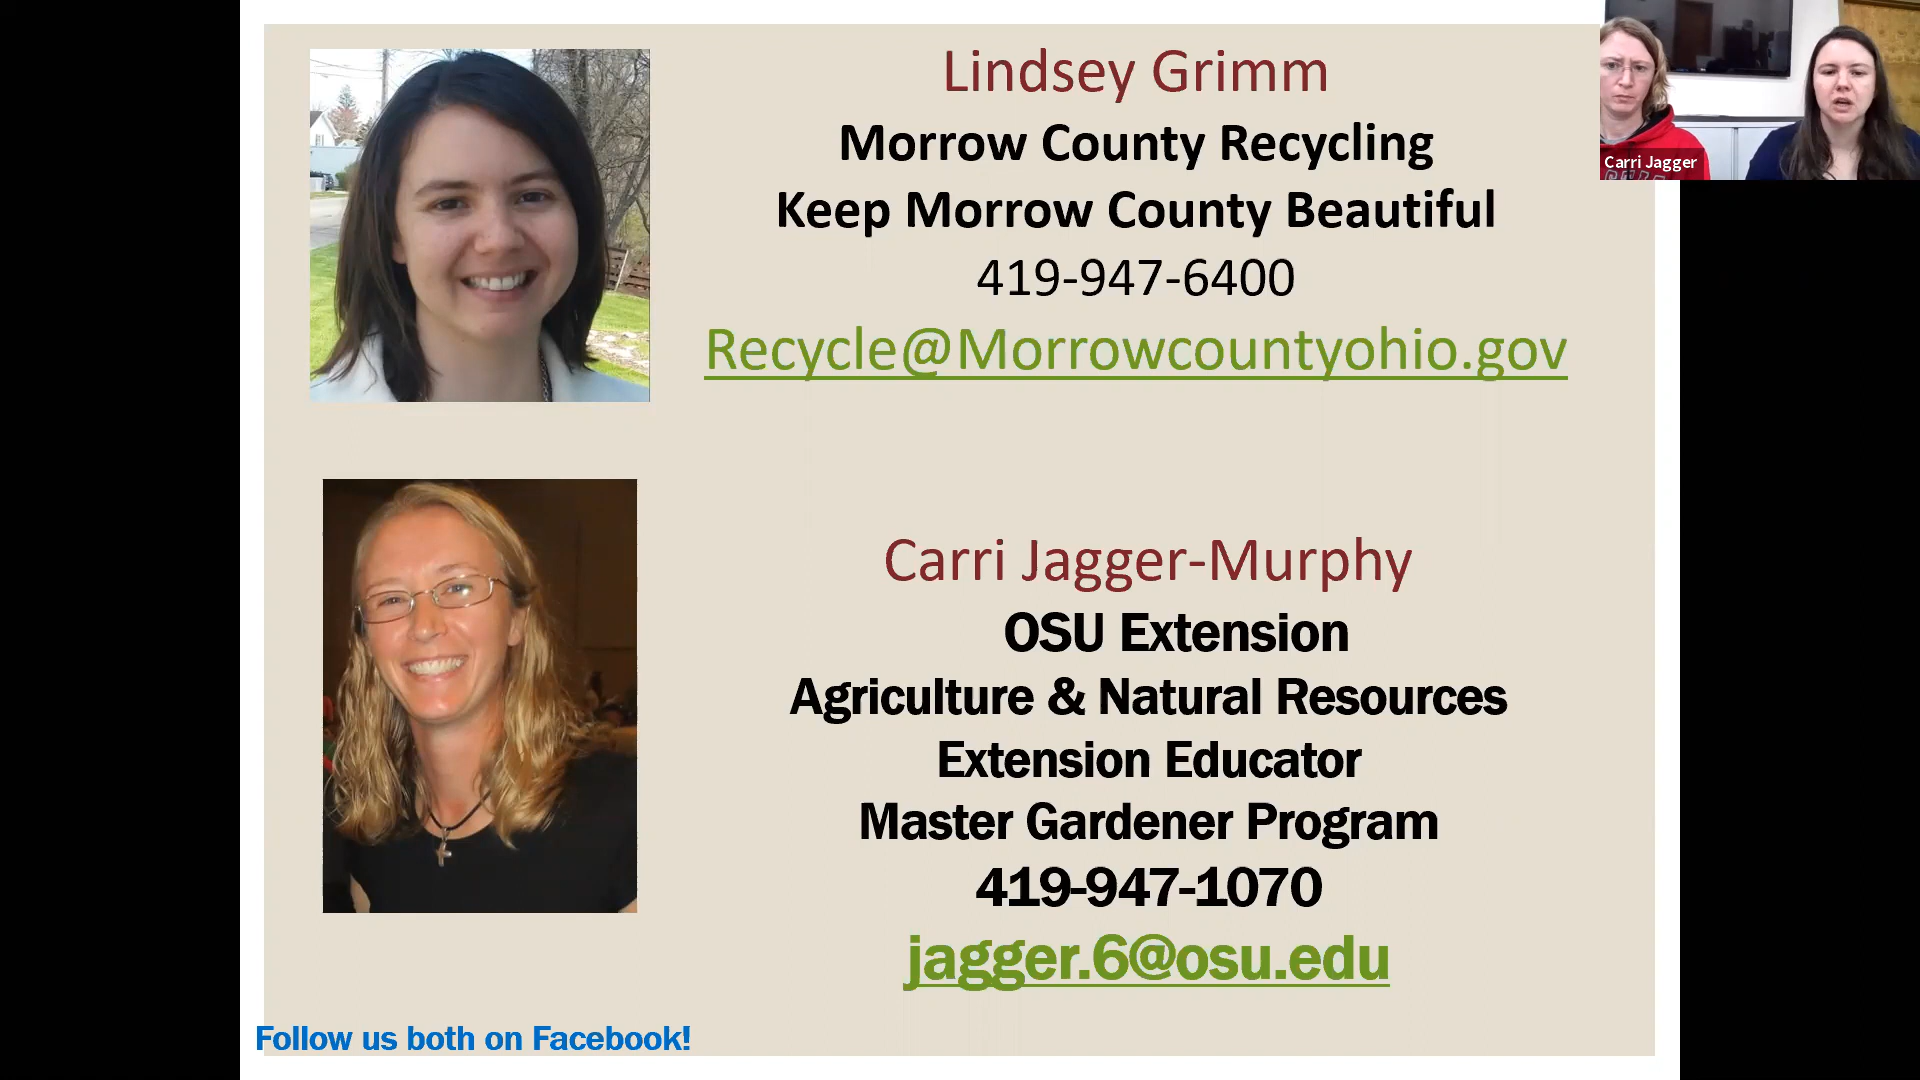 Lindsey Grimm
Morrow County Recycling
Keep Morrow County Beautiful
419-947-6400
Recycle@Morrowcountyohio.gov
Carri Jagger
Carri Jagger-Murphy
OSU Extension
Agriculture & Natural Resources
Extension Educator
Master Gardener Program
419-947-1070
jagger.6@osu.edu
Follow us both on Facebook!